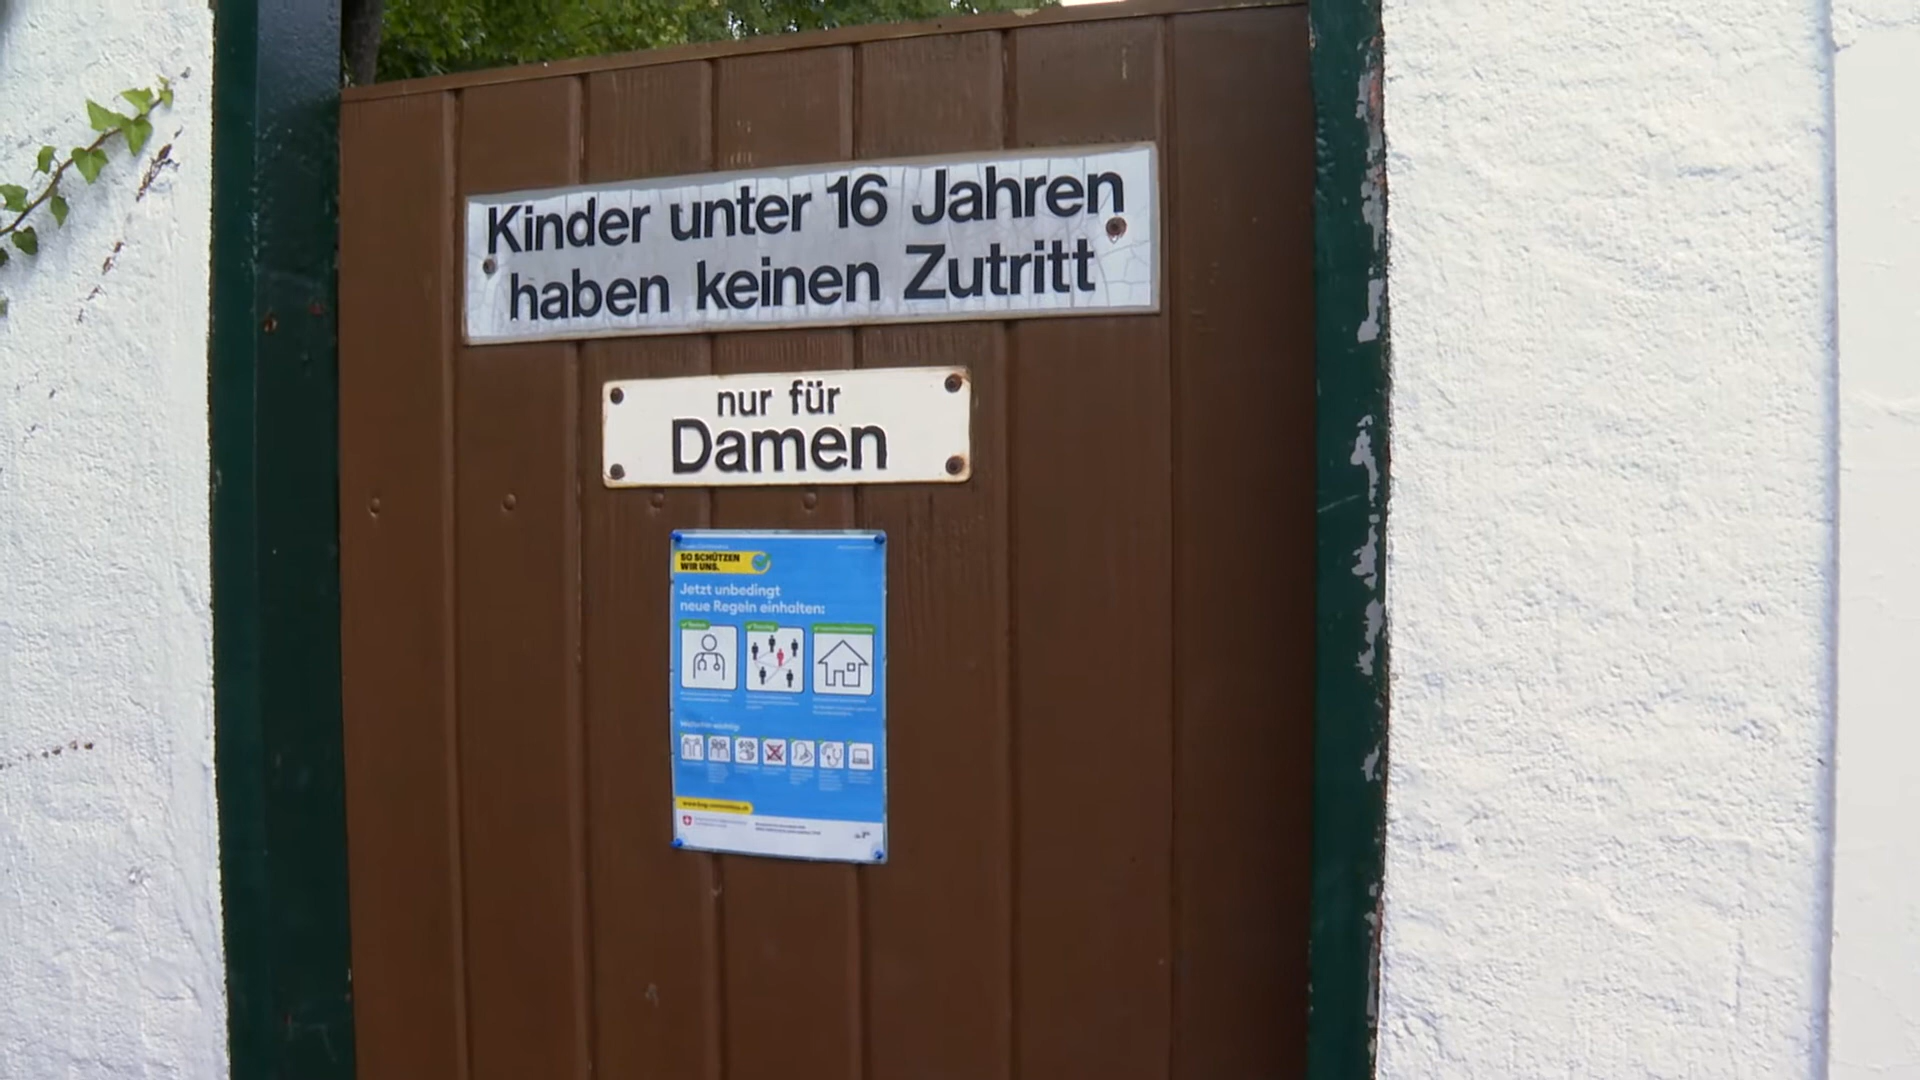 Kinder unter 16 Jahren
haben keinen Zutritt
nur für
Damen
SO SCHÜTZEN
WIR UNS.
Jetzt unbedingt
neue Regeln einhalten: